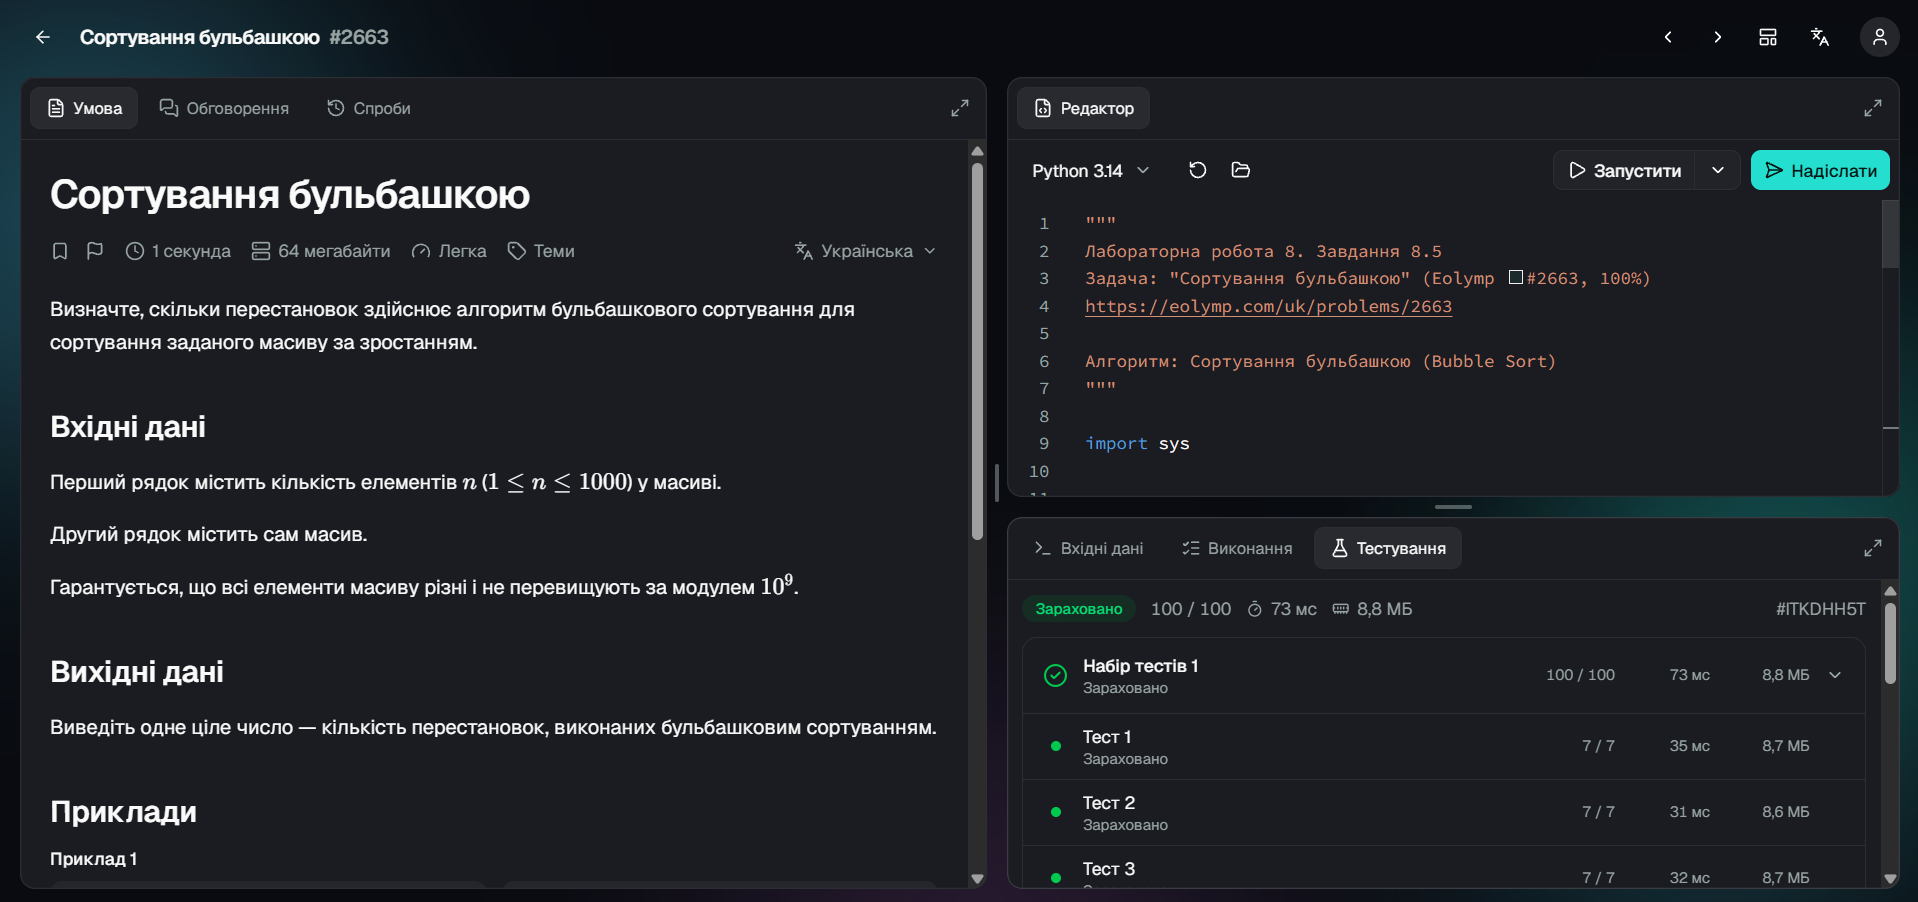 Сортування бульбашкою #2663
Умова
Обговорення
Спроби
Сортування бульбашкою
1 секунда
64 мегабайти
Легка
Теми
Українська
Визначте, скільки перестановок здійснює алгоритм бульбашкового сортування для
сортування заданого масиву за зростанням.
Вхідні дані
Перший рядок містить кількість елементів n (1 ≤ n ≤ 1000) у масиві.
Другий рядок містить сам масив.
Гарантується, що всі елементи масиву різні і не перевищують за модулем 10⁹.
Вихідні дані
Виведіть одне ціле число — кількість перестановок, виконаних бульбашковим сортуванням.
Приклади
Приклад 1
Редактор
Python 3.14
Запустити
Надіслати
1 """
2 Лабораторна робота 8. Завдання 8.5
3 Задача: "Сортування бульбашкою" (Eolymp □#2663, 100%)
4 https://eolymp.com/uk/problems/2663
5
6 Алгоритм: Сортування бульбашкою (Bubble Sort)
7 """
8
9 import sys
10
Вхідні дані
Виконання
Тестування
Зараховано 100 / 100 73 мс 8,8 МБ #ITKDHH5T
Набір тестів 1 100 / 100 73 мс 8,8 МБ
Зараховано
Тест 1 7 / 7 35 мс 8,7 МБ
Зараховано
Тест 2 7 / 7 31 мс 8,6 МБ
Зараховано
Тест 3 7 / 7 32 мс 8,7 МБ